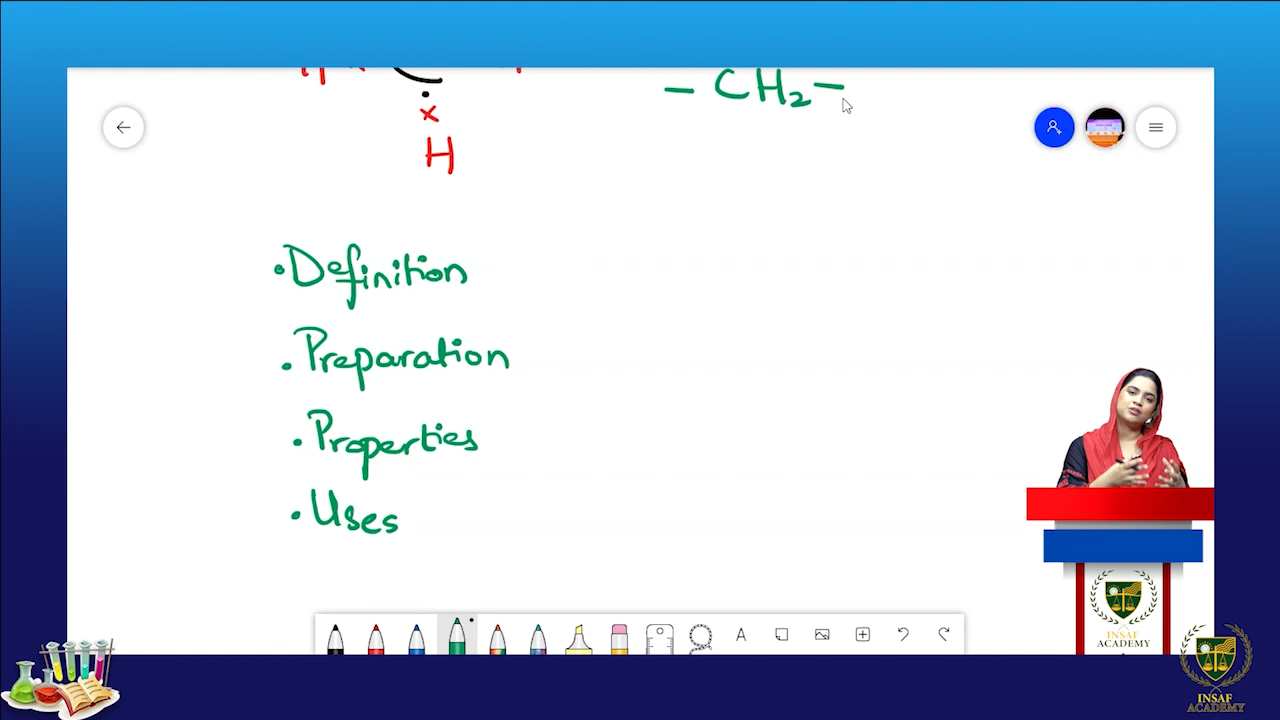 - CH2 -
H
• Definition
• Preparation
• Properties
• Uses
INSAF
ACADEMY
INSAF
ACADEMY